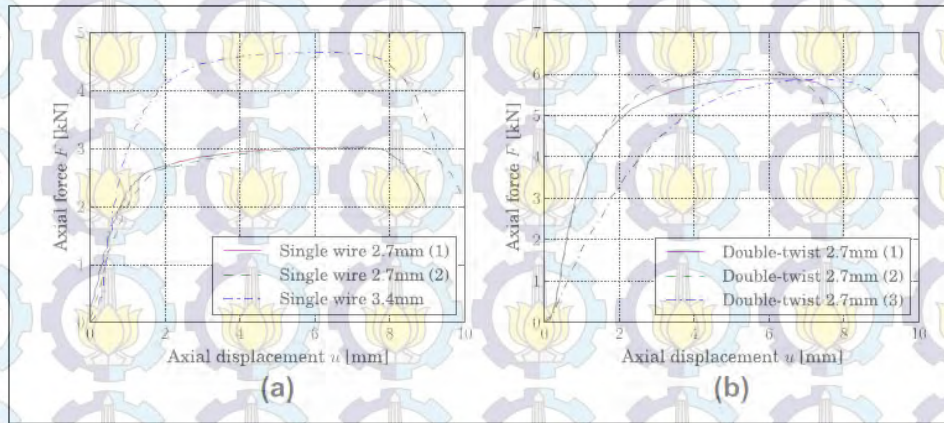 5
4
3
2
1
0
0 2 4 6 8 10
Axial force F [kN]
Single wire 2.7mm (1)
Single wire 2.7mm (2)
Single wire 3.4mm
Axial displacement u [mm]
(a)
7
6
5
4
3
2
1
0
0 2 4 6 8 10
Axial force F [kN]
Double-twist 2.7mm (1)
Double-twist 2.7mm (2)
Double-twist 2.7mm (3)
Axial displacement u [mm]
(b)